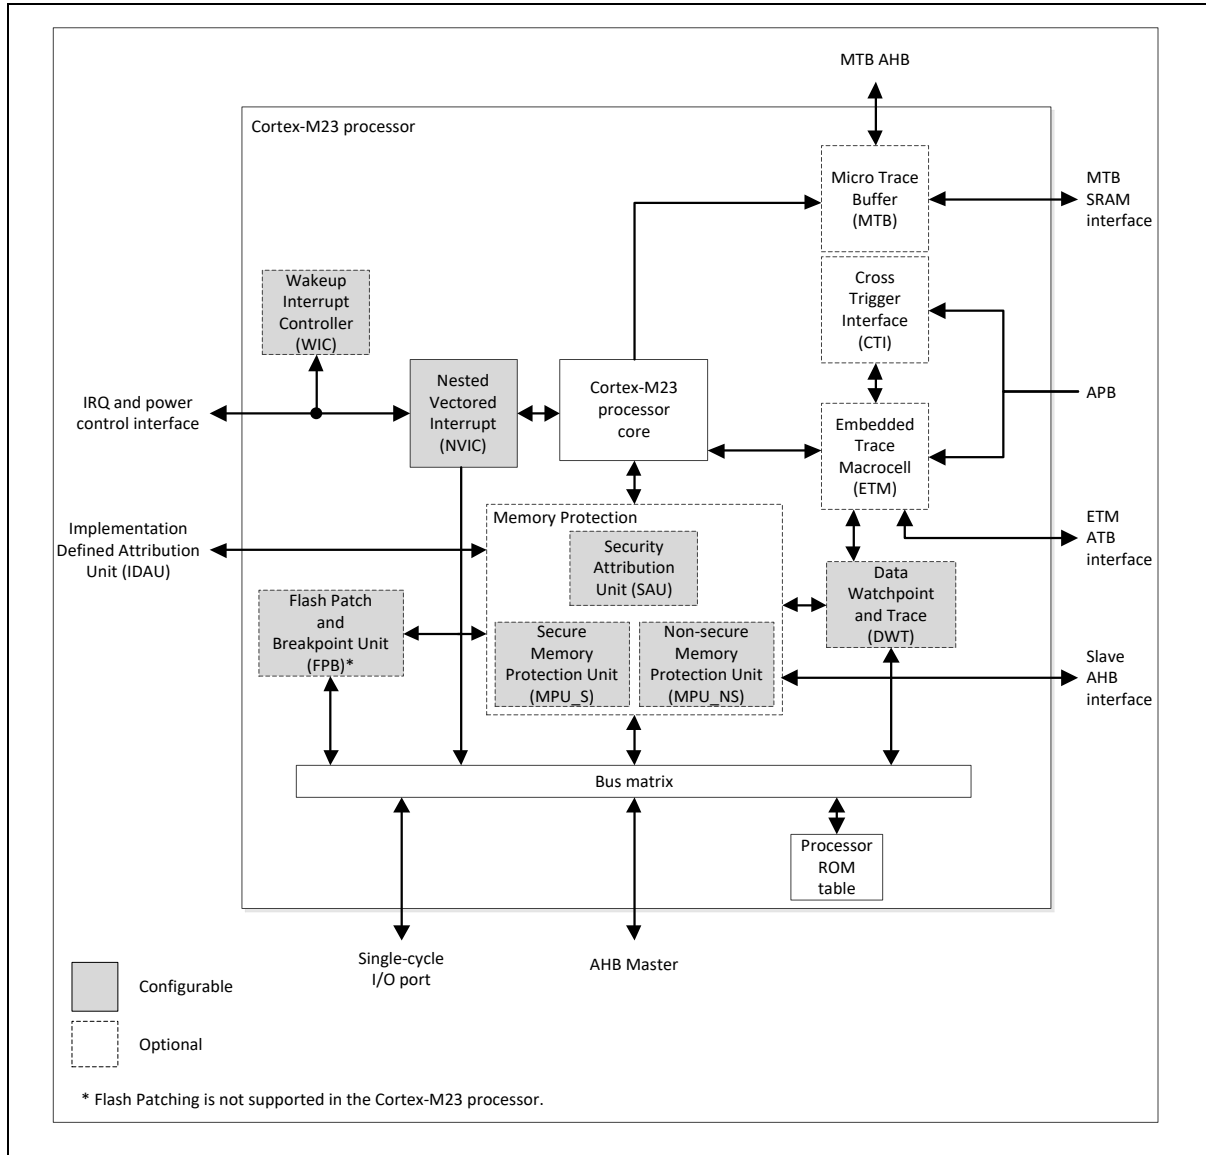 MTB AHB
Cortex-M23 processor
Micro Trace
Buffer
(MTB)
MTB
SRAM
interface
Wakeup
Interrupt
Controller
(WIC)
Cross
Trigger
Interface
(CTI)
IRQ and power
control interface
Nested
Vectored
Interrupt
(NVIC)
Cortex-M23
processor
core
APB
Embedded
Trace
Macrocell
(ETM)
Implementation
Defined Attribution
Unit (IDAU)
Memory Protection
Security
Attribution
Unit (SAU)
ETM
ATB
interface
Flash Patch
and
Breakpoint Unit
(FPB)*
Secure
Memory
Protection Unit
(MPU_S)
Non-secure
Memory
Protection Unit
(MPU_NS)
Data
Watchpoint
and Trace
(DWT)
Slave
AHB
interface
Bus matrix
Processor
ROM
table
Single-cycle
I/O port
AHB Master
Configurable
Optional
* Flash Patching is not supported in the Cortex-M23 processor.